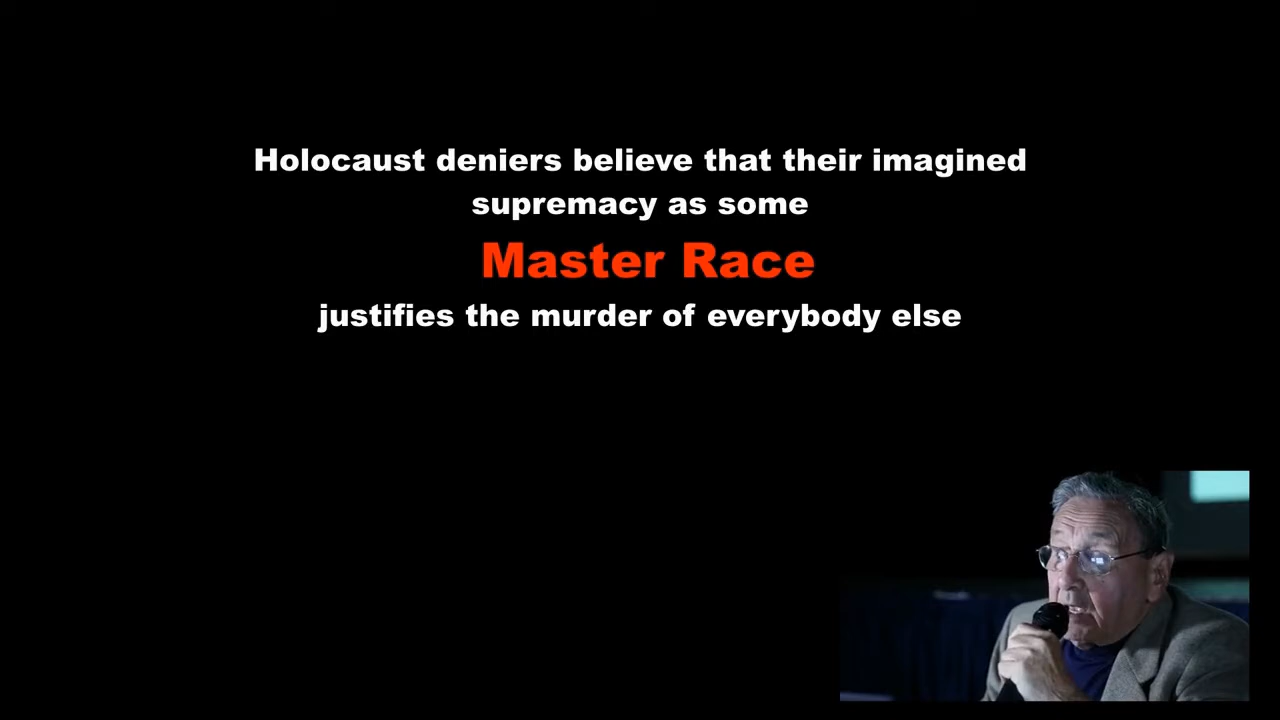 Holocaust deniers believe that their imagined
supremacy as some
Master Race
justifies the murder of everybody else